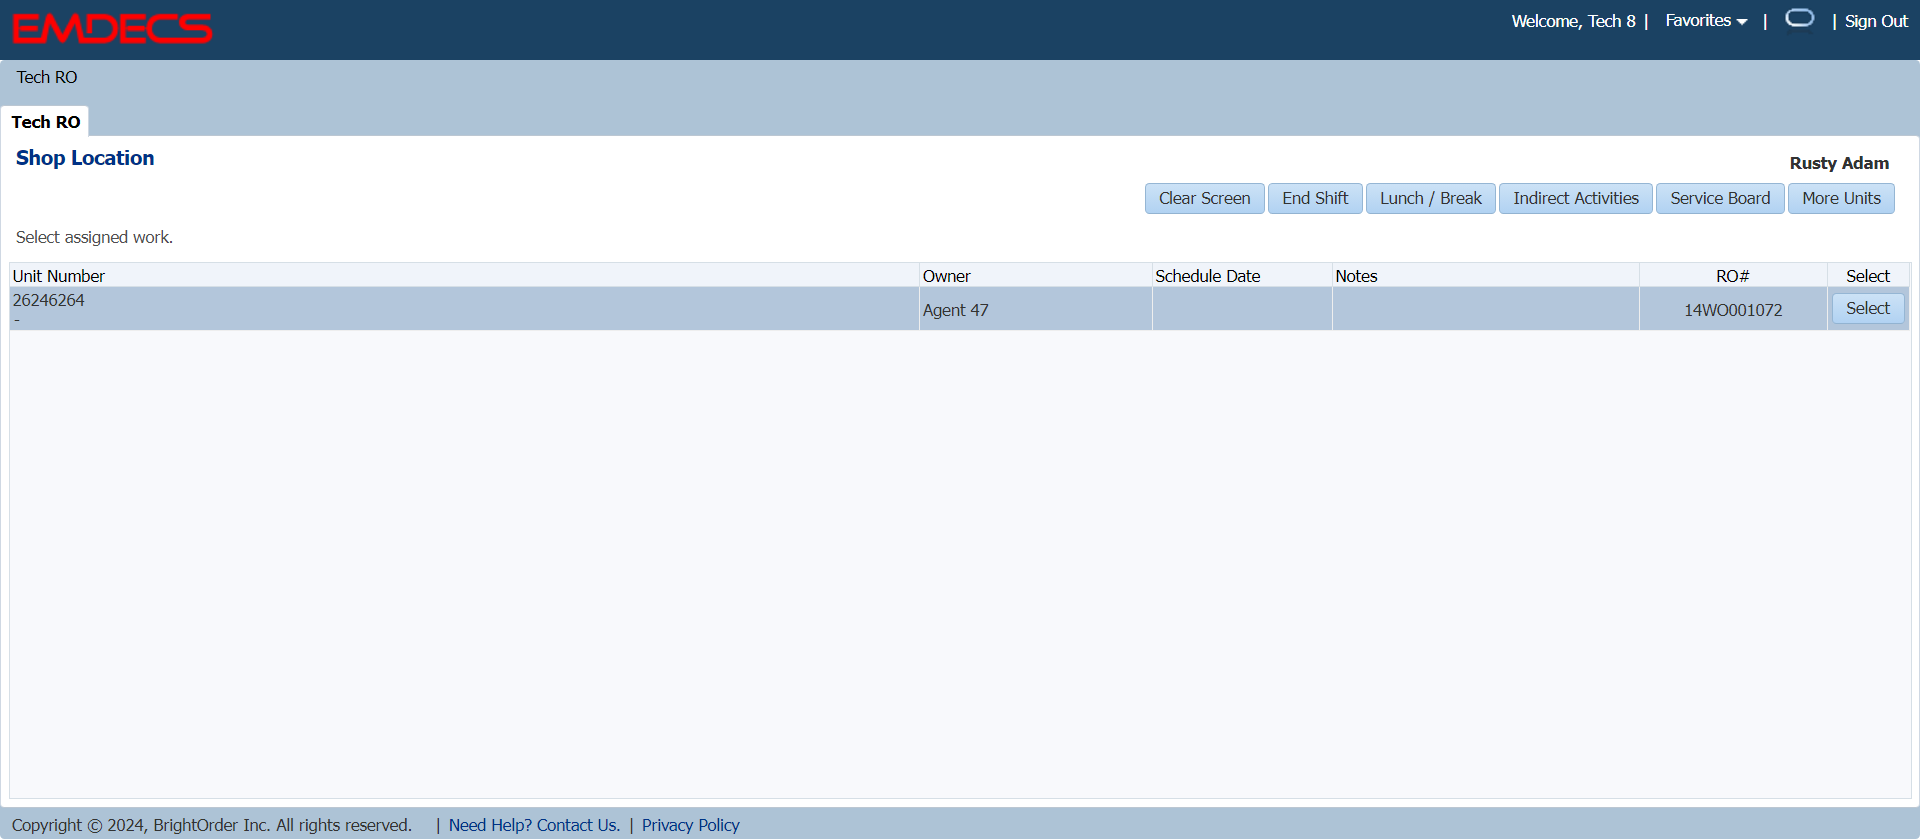 EMDECS
Welcome, Tech 8 | Favorites | | Sign Out
Tech RO
Tech RO
Shop Location
Rusty Adam
Clear Screen End Shift Lunch / Break Indirect Activities Service Board More Units
Select assigned work.
Unit Number Owner Schedule Date Notes RO# Select
26246264
- Agent 47 14WO001072 Select
Copyright © 2024, BrightOrder Inc. All rights reserved. | Need Help? Contact Us. | Privacy Policy